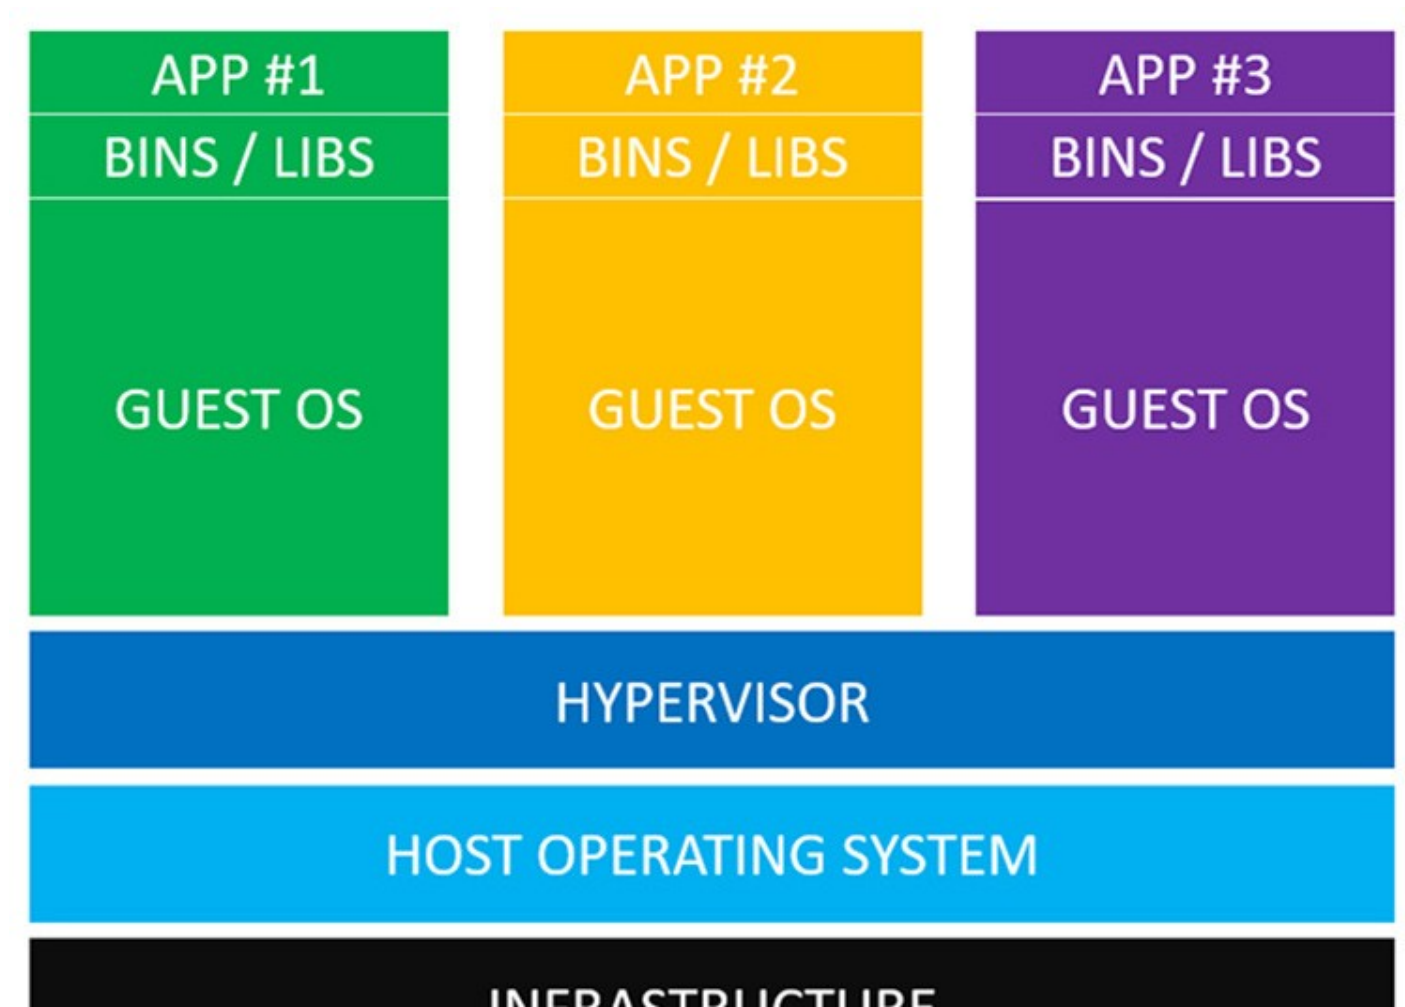 APP #1
APP #2
APP #3
BINS / LIBS
BINS / LIBS
BINS / LIBS
GUEST OS
GUEST OS
GUEST OS
HYPERVISOR
HOST OPERATING SYSTEM
INFRASTRUCTURE